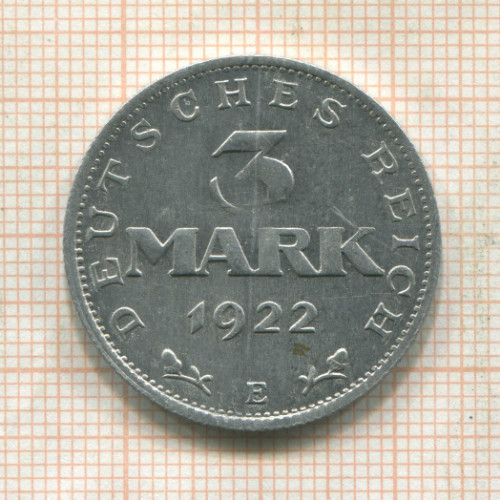 DEUTSCHES REICH
3
MARK
1922
E